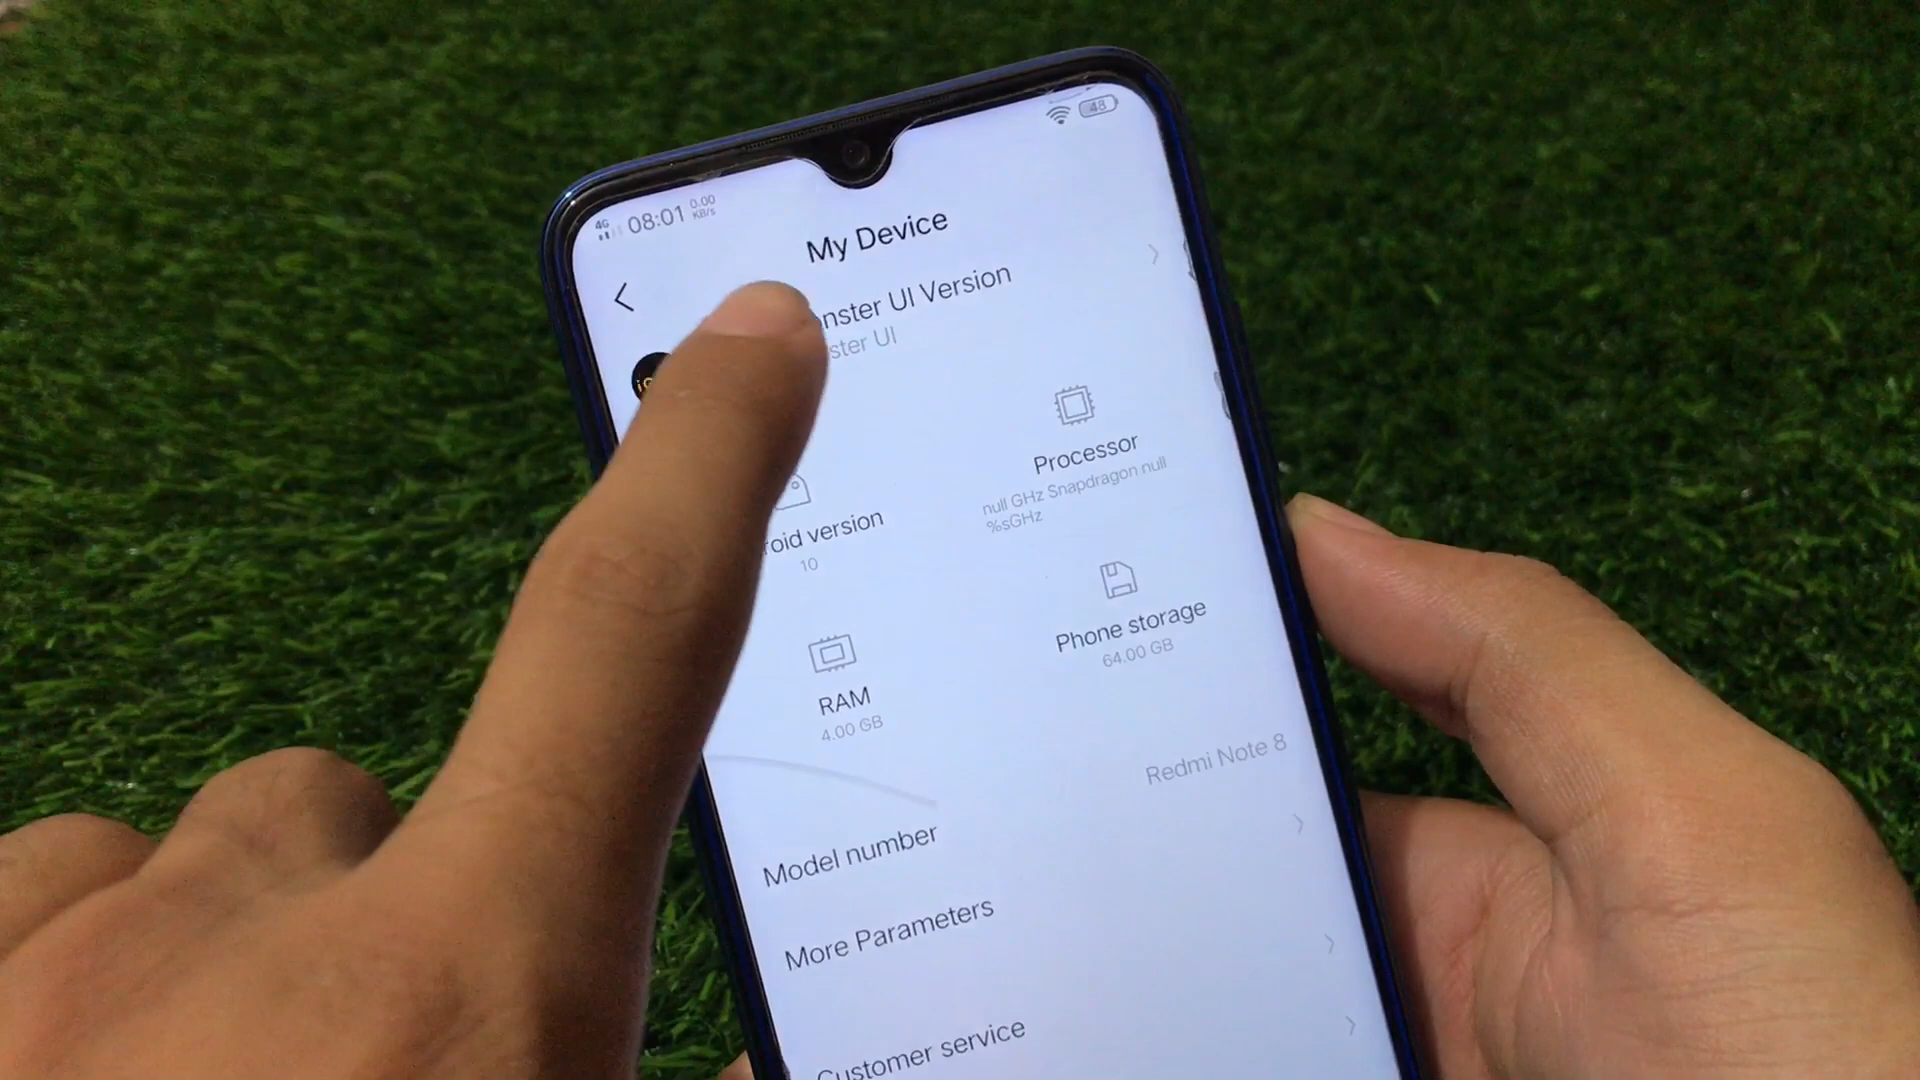 4G 08:01 0.00 KB/s 48
My Device
nster UI Version
ster UI
Processor
null GHz Snapdragon null
%sGHz
roid version
10
Phone storage
64.00 GB
RAM
4.00 GB
Redmi Note 8
Model number
More Parameters
Customer service